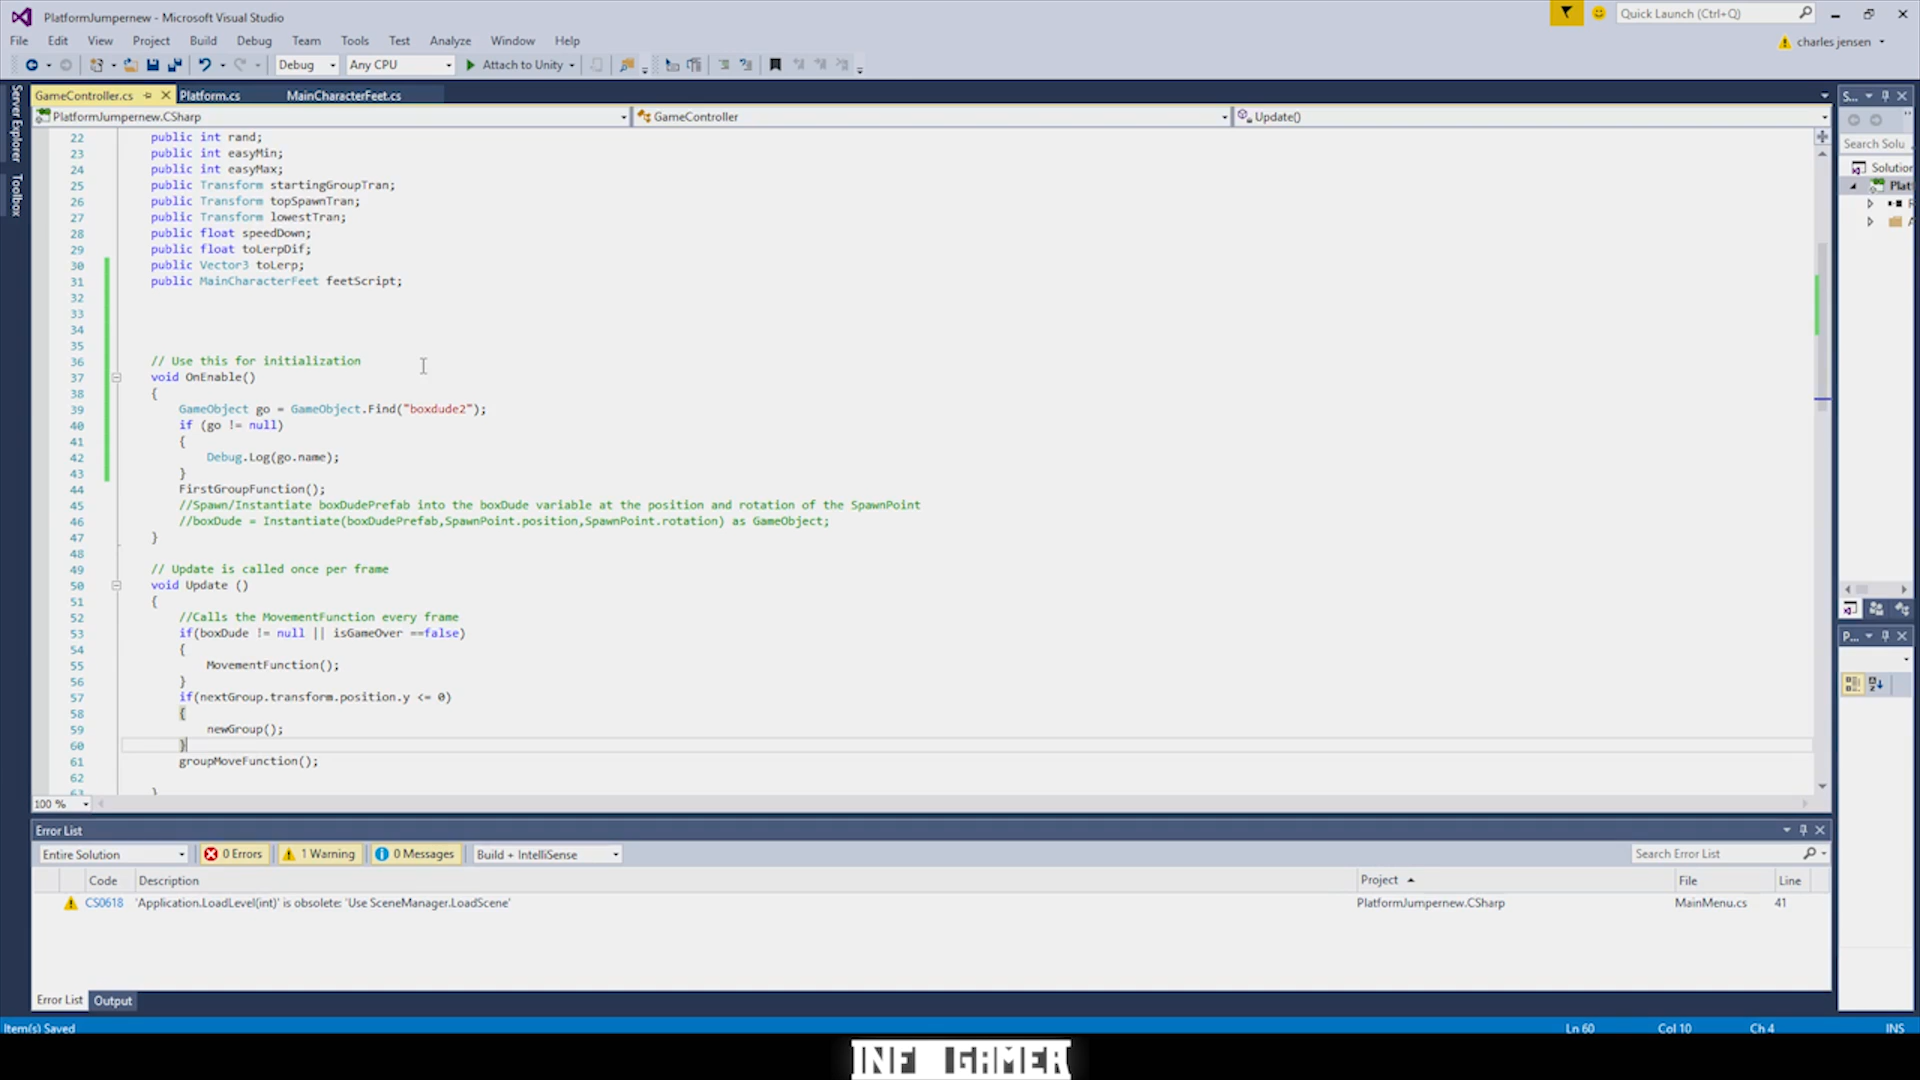 PlatformJumpernew - Microsoft Visual Studio
Quick Launch (Ctrl+Q)
File Edit View Project Build Debug Team Tools Test Analyze Window Help
charles jensen
Debug Any CPU Attach to Unity
Server Explorer
Toolbox
GameController.cs Platform.cs MainCharacterFeet.cs
PlatformJumpernew.CSharp GameController Update()
22 public int rand;
23 public int easyMin;
24 public int easyMax;
25 public Transform startingGroupTran;
26 public Transform topSpawnTran;
27 public Transform lowestTran;
28 public float speedDown;
29 public float toLerpDif;
30 public Vector3 toLerp;
31 public MainCharacterFeet feetScript;
32
33
34
35
36 // Use this for initialization
37 void OnEnable()
38 {
39 GameObject go = GameObject.Find("boxdude2");
40 if (go != null)
41 {
42 Debug.Log(go.name);
43 }
44 FirstGroupFunction();
45 //Spawn/Instantiate boxDudePrefab into the boxDude variable at the position and rotation of the SpawnPoint
46 //boxDude = Instantiate(boxDudePrefab,SpawnPoint.position,SpawnPoint.rotation) as GameObject;
47 }
48
49 // Update is called once per frame
50 void Update ()
51 {
52 //Calls the MovementFunction every frame
53 if(boxDude != null || isGameOver ==false)
54 {
55 MovementFunction();
56 }
57 if(nextGroup.transform.position.y <= 0)
58 {
59 newGroup();
60 }
61 groupMoveFunction();
62
63 }
100 %
S...
Search Solu
Solution
Plat
P...
Error List
Entire Solution 0 Errors 1 Warning 0 Messages Build + IntelliSense Search Error List
Code Description Project File Line
CS0618 'Application.LoadLevel(int)' is obsolete: 'Use SceneManager.LoadScene' PlatformJumpernew.CSharp MainMenu.cs 41
Error List Output
Item(s) Saved Ln 60 Col 10 Ch 4 INS
INF GAMER